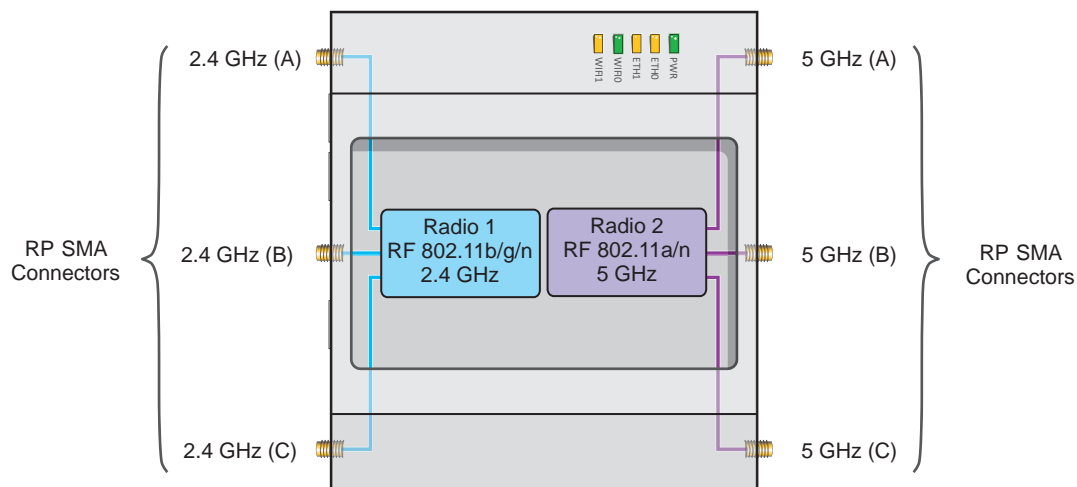 2.4 GHz (A)
WIFI1
WIFI0
ETH1
ETH0
PWR
5 GHz (A)
RP SMA
Connectors
2.4 GHz (B)
Radio 1
RF 802.11b/g/n
2.4 GHz
Radio 2
RF 802.11a/n
5 GHz
5 GHz (B)
RP SMA
Connectors
2.4 GHz (C)
5 GHz (C)